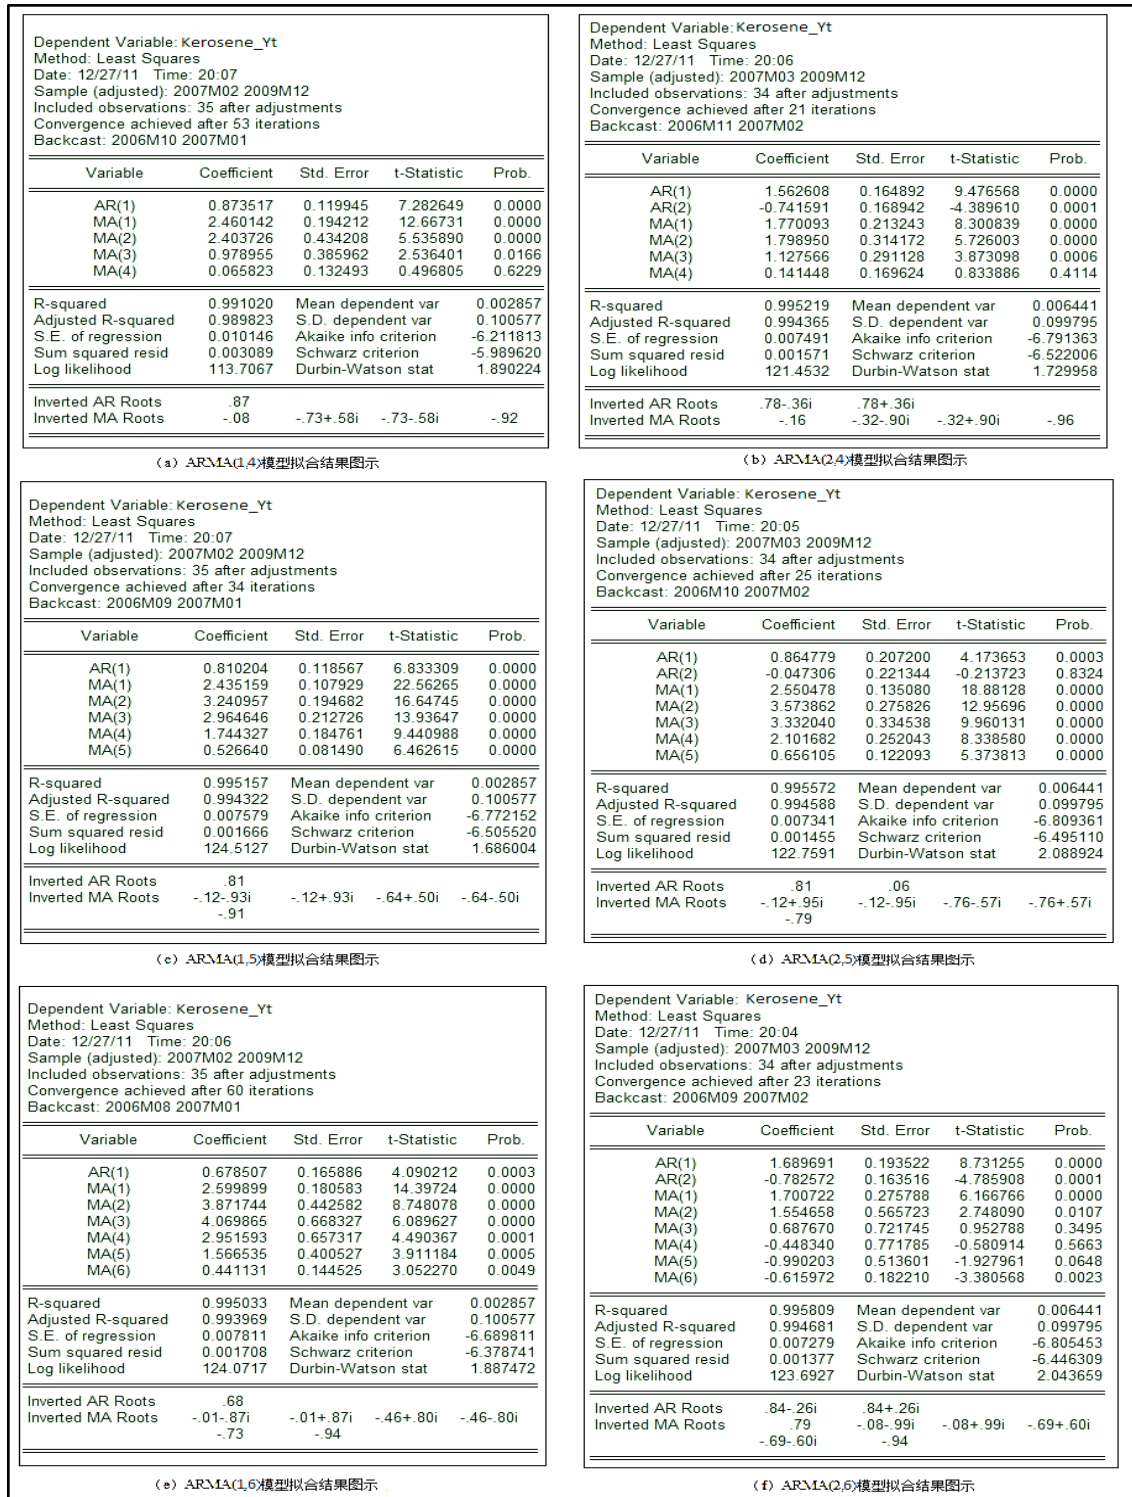 Dependent Variable: Kerosene_Yt
Method: Least Squares
Date: 12/27/11 Time: 20:07
Sample (adjusted): 2007M02 2009M12
Included observations: 35 after adjustments
Convergence achieved after 53 iterations
Backcast: 2006M10 2007M01
Variable Coefficient Std. Error t-Statistic Prob.
AR(1) 0.873517 0.119945 7.282649 0.0000
MA(1) 2.460142 0.194212 12.66731 0.0000
MA(2) 2.403726 0.434208 5.535890 0.0000
MA(3) 0.978955 0.385962 2.536401 0.0166
MA(4) 0.065823 0.132493 0.496805 0.6229
R-squared 0.991020 Mean dependent var 0.002857
Adjusted R-squared 0.989823 S.D. dependent var 0.100577
S.E. of regression 0.010146 Akaike info criterion -6.211813
Sum squared resid 0.003089 Schwarz criterion -5.989620
Log likelihood 113.7067 Durbin-Watson stat 1.890224
Inverted AR Roots .87
Inverted MA Roots -.08 -.73+.58i -.73-.58i -.92
(a) ARMA(1,4)模型拟合结果图示
Dependent Variable: Kerosene_Yt
Method: Least Squares
Date: 12/27/11 Time: 20:06
Sample (adjusted): 2007M03 2009M12
Included observations: 34 after adjustments
Convergence achieved after 21 iterations
Backcast: 2006M11 2007M02
Variable Coefficient Std. Error t-Statistic Prob.
AR(1) 1.562608 0.164892 9.476568 0.0000
AR(2) -0.741591 0.168942 -4.389610 0.0001
MA(1) 1.770093 0.213243 8.300839 0.0000
MA(2) 1.798950 0.314172 5.726003 0.0000
MA(3) 1.127566 0.291128 3.873098 0.0006
MA(4) 0.141448 0.169624 0.833886 0.4114
R-squared 0.995219 Mean dependent var 0.006441
Adjusted R-squared 0.994365 S.D. dependent var 0.099795
S.E. of regression 0.007491 Akaike info criterion -6.791363
Sum squared resid 0.001571 Schwarz criterion -6.522006
Log likelihood 121.4532 Durbin-Watson stat 1.729958
Inverted AR Roots .78-.36i .78+.36i
Inverted MA Roots -.16 -.32-.90i -.32+.90i -.96
(b) ARMA(2,4)模型拟合结果图示
Dependent Variable: Kerosene_Yt
Method: Least Squares
Date: 12/27/11 Time: 20:07
Sample (adjusted): 2007M02 2009M12
Included observations: 35 after adjustments
Convergence achieved after 34 iterations
Backcast: 2006M09 2007M01
Variable Coefficient Std. Error t-Statistic Prob.
AR(1) 0.810204 0.118567 6.833309 0.0000
MA(1) 2.435159 0.107929 22.56265 0.0000
MA(2) 3.240957 0.194682 16.64745 0.0000
MA(3) 2.964646 0.212726 13.93647 0.0000
MA(4) 1.744327 0.184761 9.440988 0.0000
MA(5) 0.526640 0.081490 6.462615 0.0000
R-squared 0.995157 Mean dependent var 0.002857
Adjusted R-squared 0.994322 S.D. dependent var 0.100577
S.E. of regression 0.007579 Akaike info criterion -6.772152
Sum squared resid 0.001666 Schwarz criterion -6.505520
Log likelihood 124.5127 Durbin-Watson stat 1.686004
Inverted AR Roots .81
Inverted MA Roots -.12-.93i -.12+.93i -.64+.50i -.64-.50i
-.91
(c) ARMA(1,5)模型拟合结果图示
Dependent Variable: Kerosene_Yt
Method: Least Squares
Date: 12/27/11 Time: 20:05
Sample (adjusted): 2007M03 2009M12
Included observations: 34 after adjustments
Convergence achieved after 25 iterations
Backcast: 2006M10 2007M02
Variable Coefficient Std. Error t-Statistic Prob.
AR(1) 0.864779 0.207200 4.173653 0.0003
AR(2) -0.047306 0.221344 -0.213723 0.8324
MA(1) 2.550478 0.135080 18.88128 0.0000
MA(2) 3.573862 0.275826 12.95696 0.0000
MA(3) 3.332040 0.334538 9.960131 0.0000
MA(4) 2.101682 0.252043 8.338580 0.0000
MA(5) 0.656105 0.122093 5.373813 0.0000
R-squared 0.995572 Mean dependent var 0.006441
Adjusted R-squared 0.994588 S.D. dependent var 0.099795
S.E. of regression 0.007341 Akaike info criterion -6.809361
Sum squared resid 0.001455 Schwarz criterion -6.495110
Log likelihood 122.7591 Durbin-Watson stat 2.088924
Inverted AR Roots .81 .06
Inverted MA Roots -.12+.95i -.12-.95i -.76-.57i -.76+.57i
-.79
(d) ARMA(2,5)模型拟合结果图示
Dependent Variable: Kerosene_Yt
Method: Least Squares
Date: 12/27/11 Time: 20:06
Sample (adjusted): 2007M02 2009M12
Included observations: 35 after adjustments
Convergence achieved after 60 iterations
Backcast: 2006M08 2007M01
Variable Coefficient Std. Error t-Statistic Prob.
AR(1) 0.678507 0.165886 4.090212 0.0003
MA(1) 2.599899 0.180583 14.39724 0.0000
MA(2) 3.871744 0.442582 8.748078 0.0000
MA(3) 4.069865 0.668327 6.089627 0.0000
MA(4) 2.951593 0.657317 4.490367 0.0001
MA(5) 1.566535 0.400527 3.911184 0.0005
MA(6) 0.441131 0.144525 3.052270 0.0049
R-squared 0.995033 Mean dependent var 0.002857
Adjusted R-squared 0.993969 S.D. dependent var 0.100577
S.E. of regression 0.007811 Akaike info criterion -6.689811
Sum squared resid 0.001708 Schwarz criterion -6.378741
Log likelihood 124.0717 Durbin-Watson stat 1.887472
Inverted AR Roots .68
Inverted MA Roots -.01-.87i -.01+.87i -.46+.80i -.46-.80i
-.73 -.94
(e) ARMA(1,6)模型拟合结果图示
Dependent Variable: Kerosene_Yt
Method: Least Squares
Date: 12/27/11 Time: 20:04
Sample (adjusted): 2007M03 2009M12
Included observations: 34 after adjustments
Convergence achieved after 23 iterations
Backcast: 2006M09 2007M02
Variable Coefficient Std. Error t-Statistic Prob.
AR(1) 1.689691 0.193522 8.731255 0.0000
AR(2) -0.782572 0.163516 -4.785908 0.0001
MA(1) 1.700722 0.275788 6.166766 0.0000
MA(2) 1.554658 0.565723 2.748090 0.0107
MA(3) 0.687670 0.721745 0.952788 0.3495
MA(4) -0.448340 0.771785 -0.580914 0.5663
MA(5) -0.990203 0.513601 -1.927961 0.0648
MA(6) -0.615972 0.182210 -3.380568 0.0023
R-squared 0.995809 Mean dependent var 0.006441
Adjusted R-squared 0.994681 S.D. dependent var 0.099795
S.E. of regression 0.007279 Akaike info criterion -6.805453
Sum squared resid 0.001377 Schwarz criterion -6.446309
Log likelihood 123.6927 Durbin-Watson stat 2.043659
Inverted AR Roots .84-.26i .84+.26i
Inverted MA Roots .79 -.08-.99i -.08+.99i -.69+.60i
-.69-.60i -.94
(f) ARMA(2,6)模型拟合结果图示